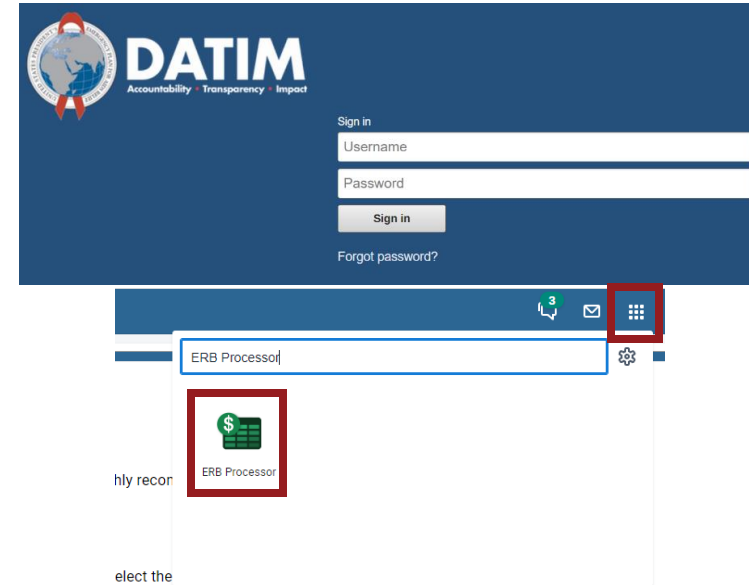 DATIM
Accountability • Transparency • Impact
Sign in
Username
Password
Sign in
Forgot password?
3
ERB Processor
$
ERB Processor
hly recon
elect the